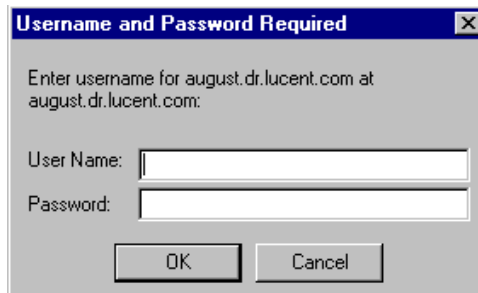 Username and Password Required
Enter username for august.dr.lucent.com at
august.dr.lucent.com:
User Name:
Password:
OK Cancel